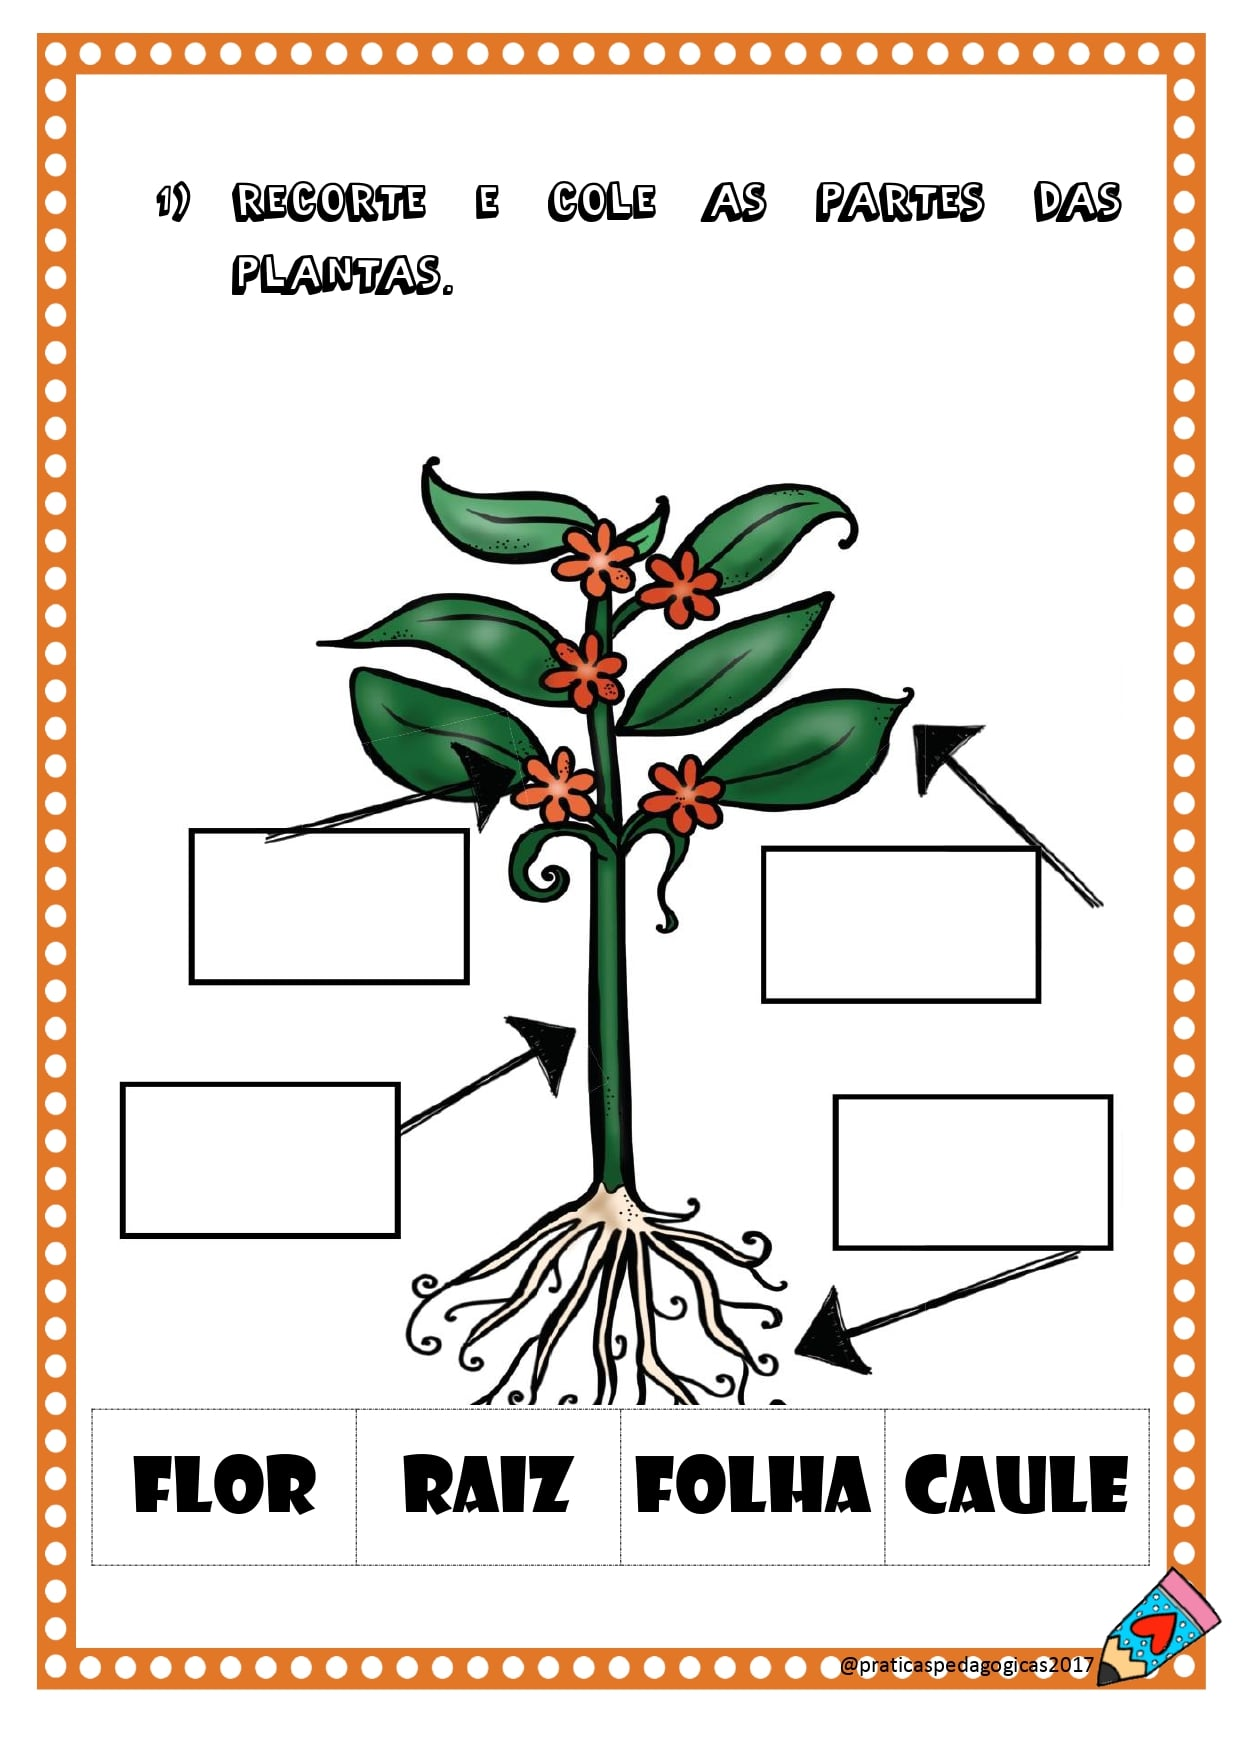 1) RECORTE E COLE AS PARTES DAS
PLANTAS.
FLOR RAIZ FOLHA CAULE
@praticaspedagogicas2017